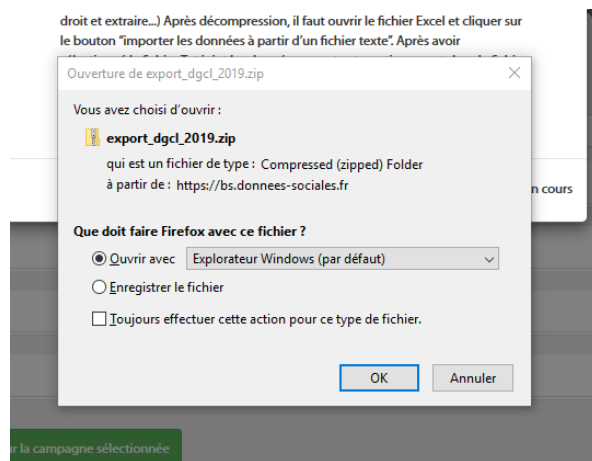 droit et extraire...) Après décompression, il faut ouvrir le fichier Excel et cliquer sur
le bouton "importer les données à partir d'un fichier texte". Après avoir
Ouverture de export_dgcl_2019.zip
Vous avez choisi d'ouvrir :
export_dgcl_2019.zip
qui est un fichier de type : Compressed (zipped) Folder
à partir de : https://bs.donnees-sociales.fr
n cours
Que doit faire Firefox avec ce fichier ?
Ouvrir avec Explorateur Windows (par défaut)
Enregistrer le fichier
Toujours effectuer cette action pour ce type de fichier.
OK Annuler
r la campagne sélectionnée